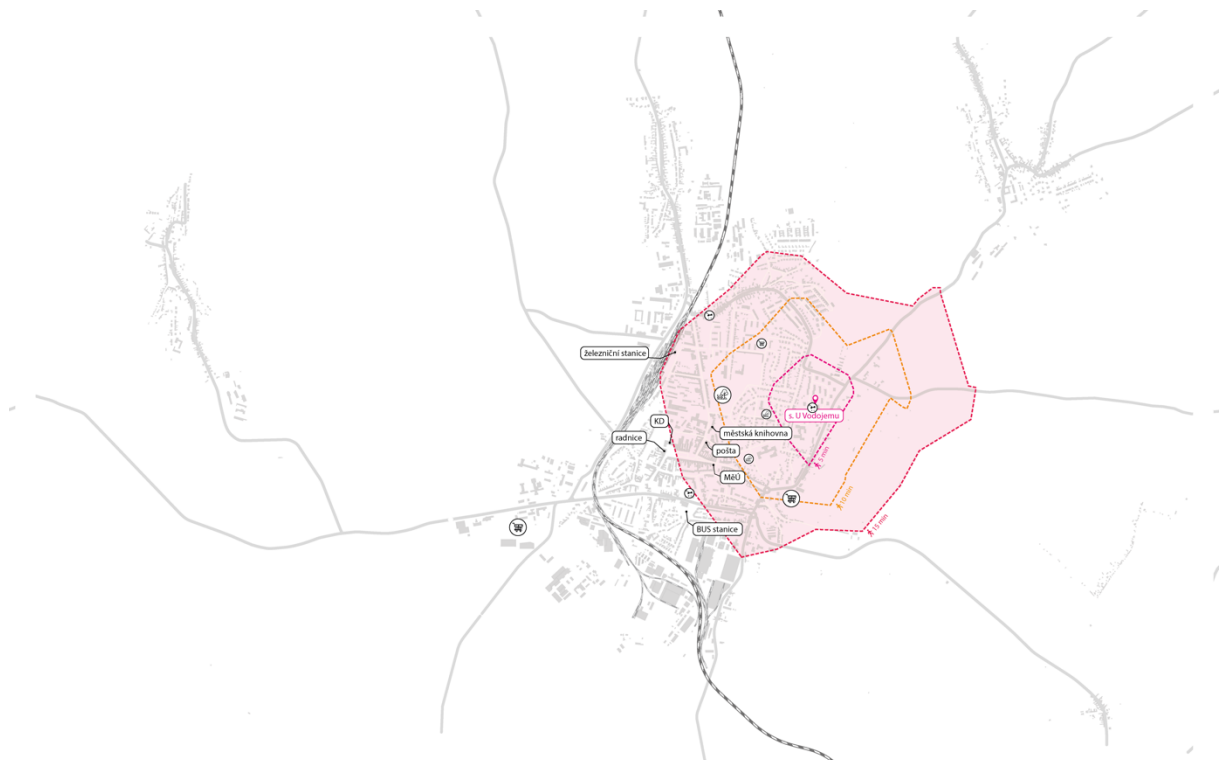 železniční stanice
KD
s. U Vodojemu
městská knihovna
radnice
pošta
5 min
MěÚ
10 min
BUS stanice
15 min